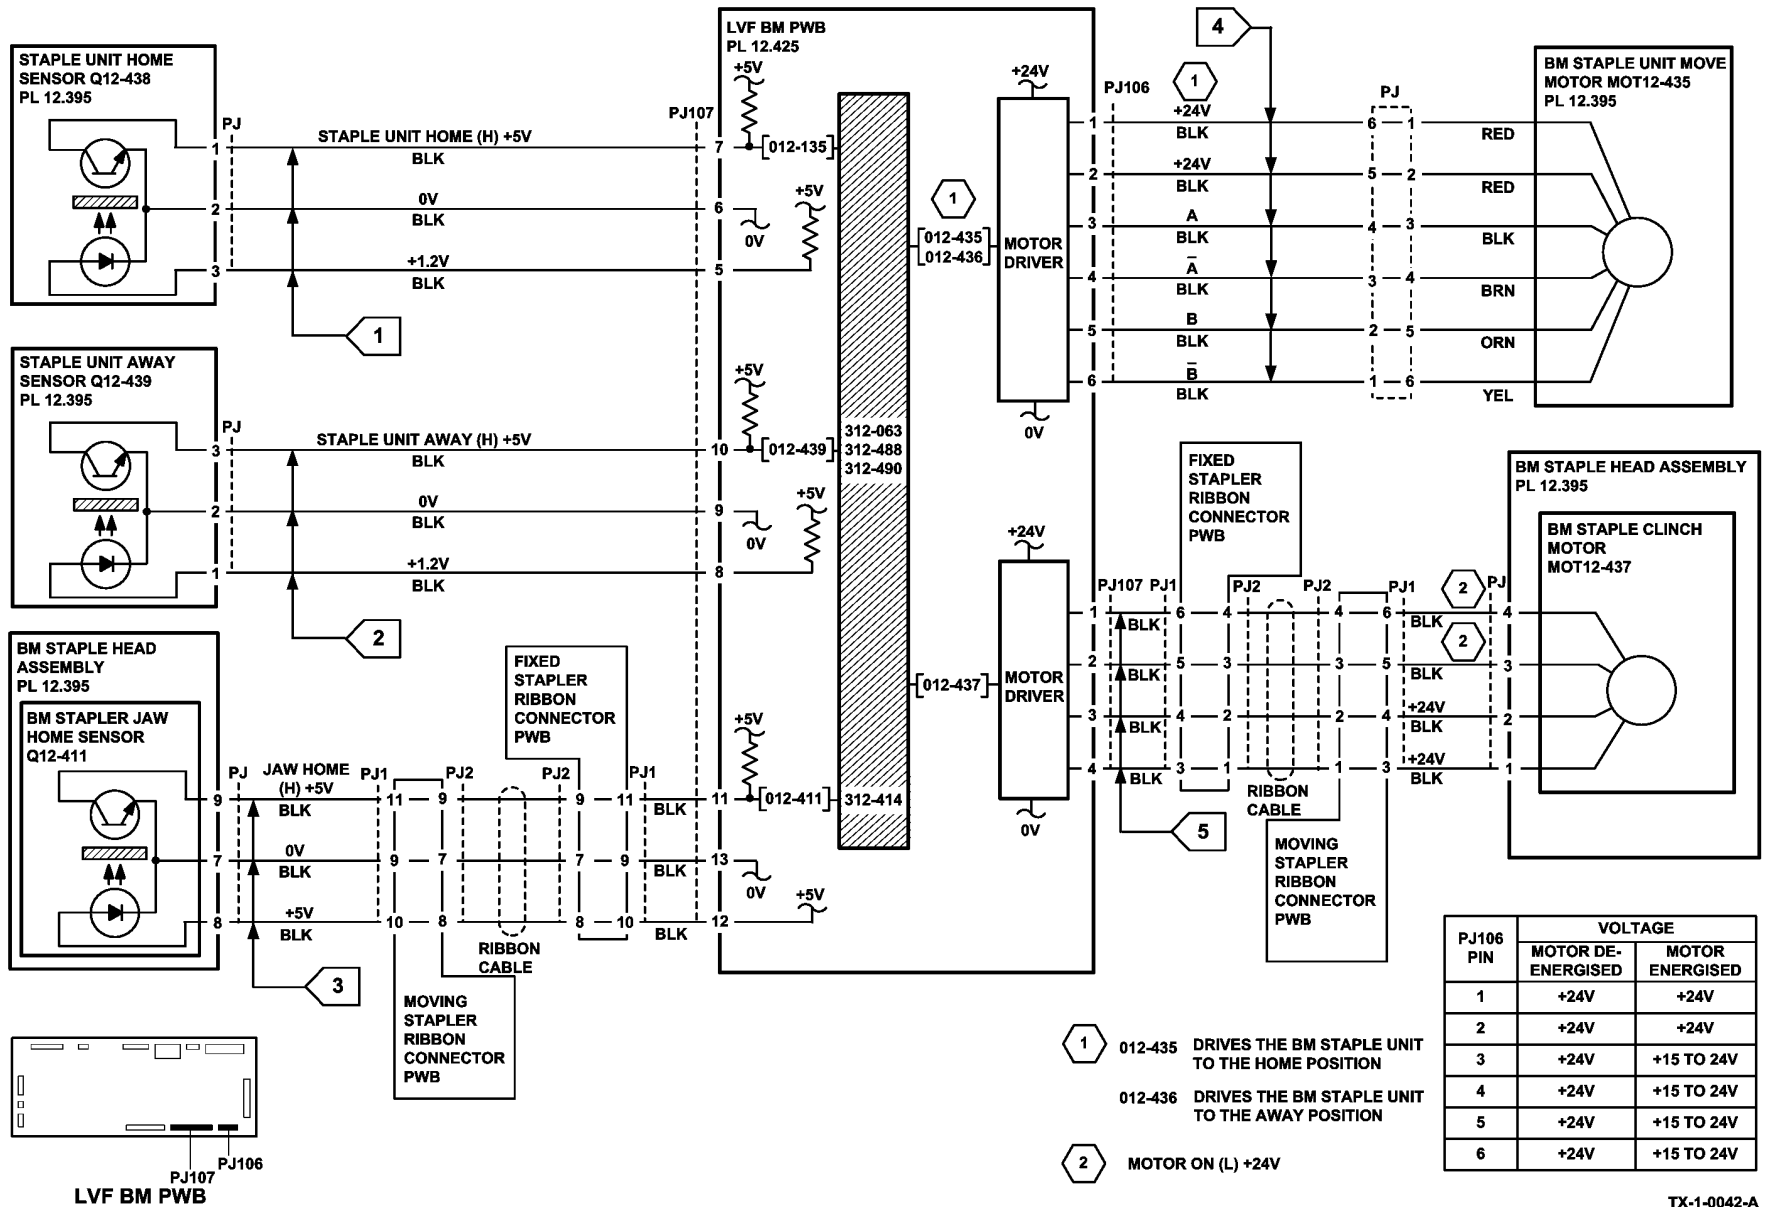 STAPLE UNIT HOME
SENSOR Q12-438
PL 12.395
PJ
1
2
3
STAPLE UNIT HOME (H) +5V
BLK
0V
BLK
+1.2V
BLK
1
STAPLE UNIT AWAY
SENSOR Q12-439
PL 12.395
PJ
3
2
1
STAPLE UNIT AWAY (H) +5V
BLK
0V
BLK
+1.2V
BLK
2
BM STAPLE HEAD
ASSEMBLY
PL 12.395
BM STAPLER JAW
HOME SENSOR
Q12-411
PJ
9
7
8
JAW HOME
(H) +5V
BLK
0V
BLK
+5V
BLK
3
PJ1
11
9
10
PJ2
9
7
8
MOVING
STAPLER
RIBBON
CONNECTOR
PWB
RIBBON
CABLE
FIXED
STAPLER
RIBBON
CONNECTOR
PWB
PJ2
9
7
8
PJ1
11
9
10
BLK
BLK
BLK
LVF BM PWB
PL 12.425
PJ107
7
6
5
+5V
[012-135]
0V
+5V
10
9
8
+5V
[012-439]
0V
+5V
11
13
12
+5V
[012-411]
0V
+5V
312-063
312-488
312-490
312-414
1
012-435
012-436
+24V
MOTOR
DRIVER
0V
[012-437]
+24V
MOTOR
DRIVER
0V
PJ106
1
2
3
4
5
6
1
4
+24V
BLK
+24V
BLK
A
BLK
A̅
BLK
B
BLK
B̅
BLK
PJ
6 1
5 2
4 3
3 4
2 5
1 6
RED
RED
BLK
BRN
ORN
YEL
BM STAPLE UNIT MOVE
MOTOR MOT12-435
PL 12.395
PJ107
1
2
3
4
BLK
BLK
BLK
BLK
5
PJ1
6
5
4
3
FIXED
STAPLER
RIBBON
CONNECTOR
PWB
PJ2
4
3
2
1
RIBBON
CABLE
PJ2
4
3
2
1
MOVING
STAPLER
RIBBON
CONNECTOR
PWB
PJ1
6
5
4
3
2
2
BLK
BLK
+24V
BLK
+24V
BLK
PJ
4
3
2
1
BM STAPLE HEAD ASSEMBLY
PL 12.395
BM STAPLE CLINCH
MOTOR
MOT12-437
PJ107
PJ106
LVF BM PWB
1 012-435 DRIVES THE BM STAPLE UNIT
TO THE HOME POSITION
012-436 DRIVES THE BM STAPLE UNIT
TO THE AWAY POSITION
2 MOTOR ON (L) +24V
PJ106
PIN
VOLTAGE
MOTOR DE-
ENERGISED
MOTOR
ENERGISED
1 +24V +24V
2 +24V +24V
3 +24V +15 TO 24V
4 +24V +15 TO 24V
5 +24V +15 TO 24V
6 +24V +15 TO 24V
TX-1-0042-A